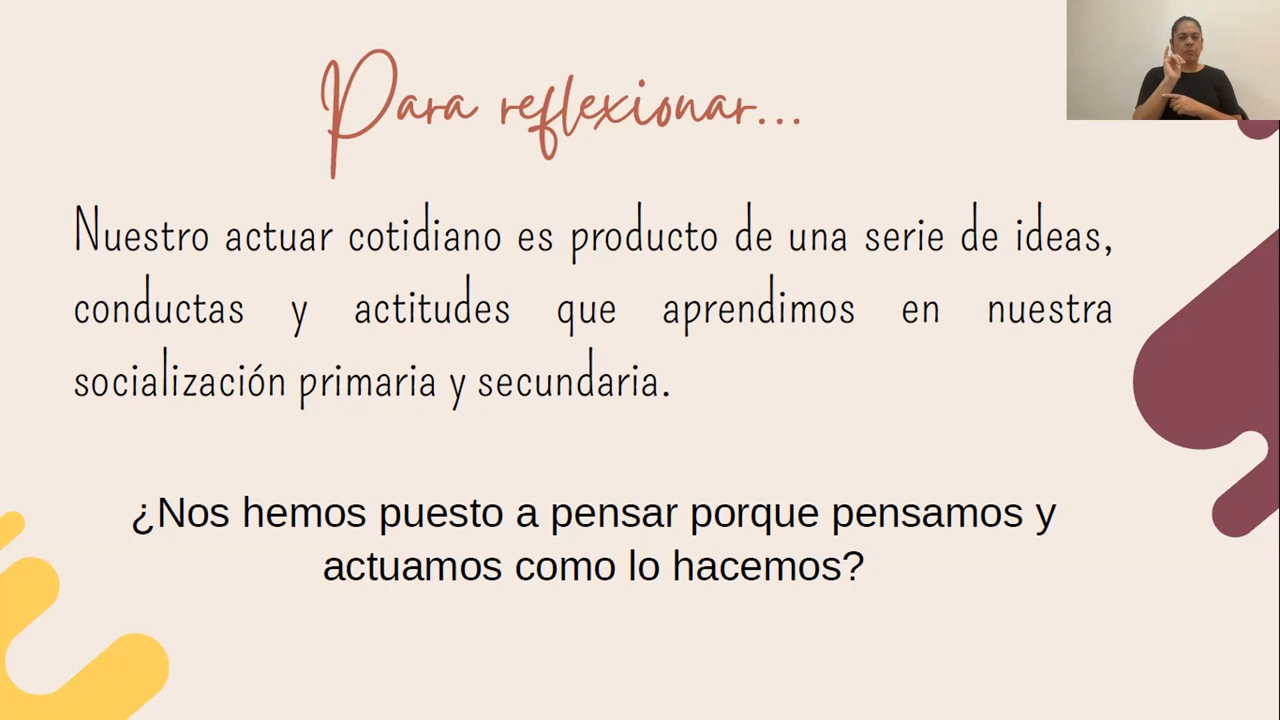 Para reflexionar...
Nuestro actuar cotidiano es producto de una serie de ideas,
conductas y actitudes que aprendimos en nuestra
socialización primaria y secundaria.
¿Nos hemos puesto a pensar porque pensamos y
actuamos como lo hacemos?